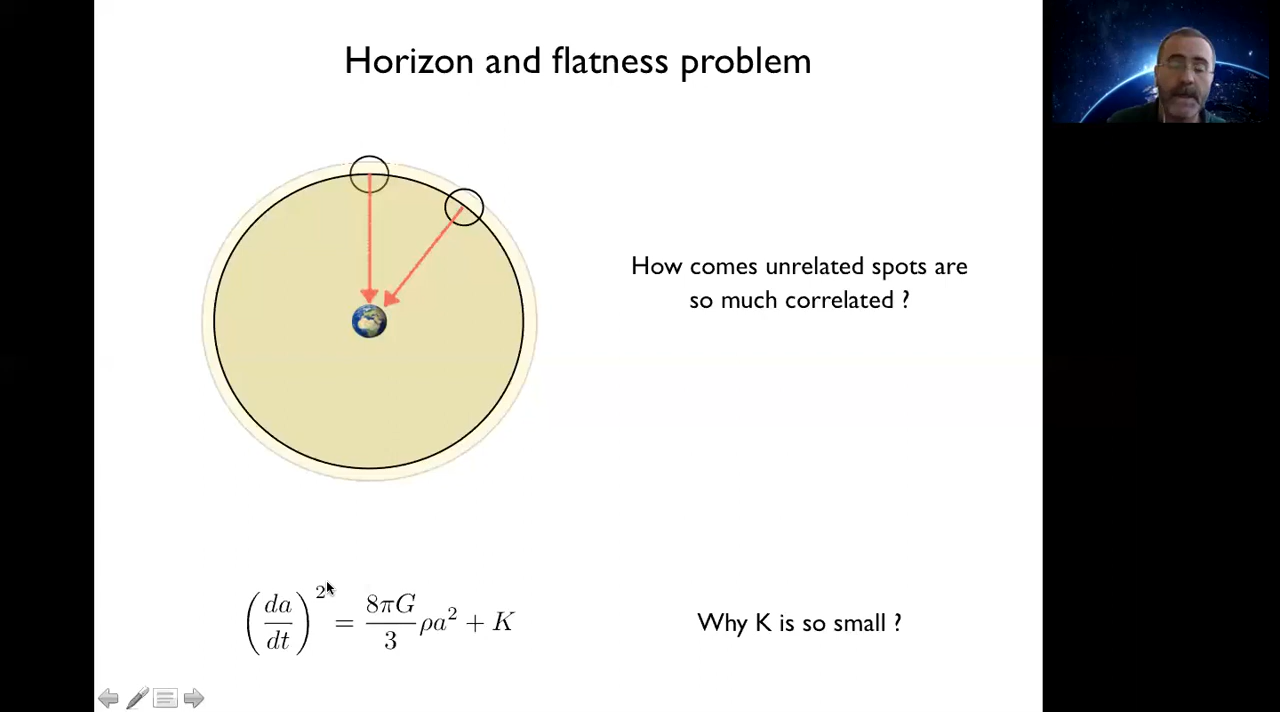 Horizon and flatness problem
How comes unrelated spots are
so much correlated ?
(da/dt)² = 8πG/3 ρa² + K
Why K is so small ?